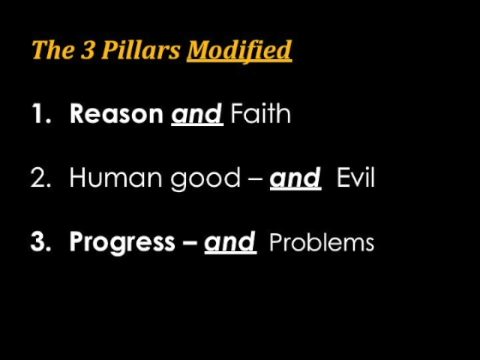 The 3 Pillars Modified
1. Reason and Faith
2. Human good – and Evil
3. Progress – and Problems